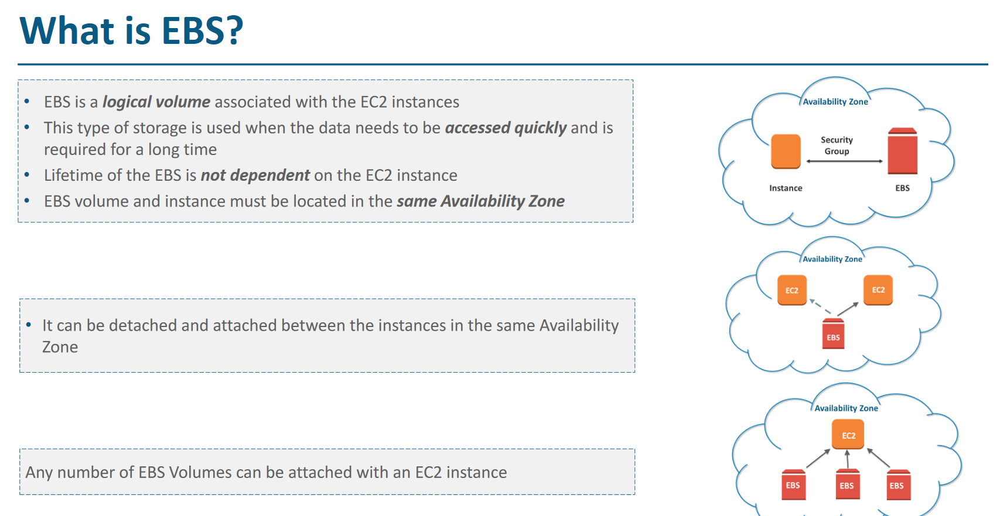 What is EBS?
• EBS is a logical volume associated with the EC2 instances
• This type of storage is used when the data needs to be accessed quickly and is
required for a long time
• Lifetime of the EBS is not dependent on the EC2 instance
• EBS volume and instance must be located in the same Availability Zone
Availability Zone
Security
Group
Instance
EBS
• It can be detached and attached between the instances in the same Availability
Zone
Availability Zone
EC2
EC2
EBS
Any number of EBS Volumes can be attached with an EC2 instance
Availability Zone
EC2
EBS
EBS
EBS